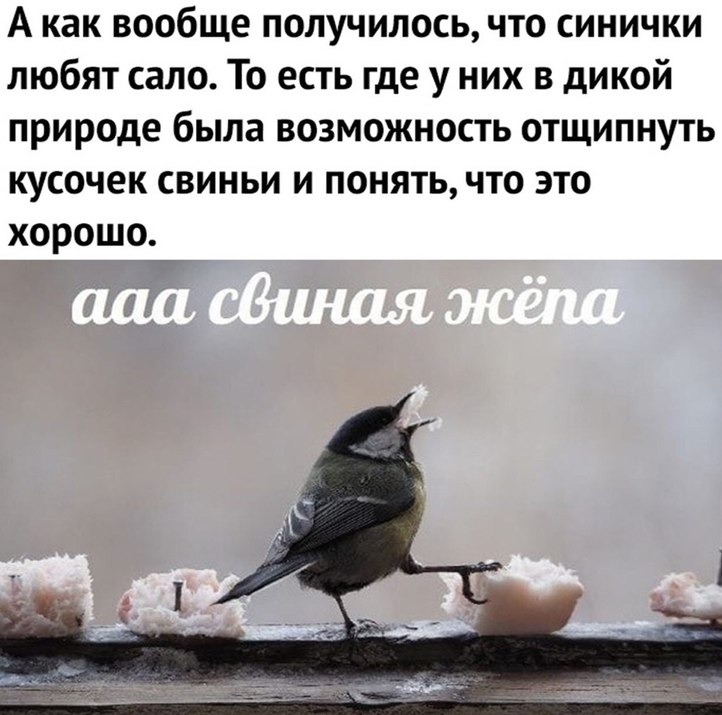 А как вообще получилось, что синички
любят сало. То есть где у них в дикой
природе была возможность отщипнуть
кусочек свиньи и понять, что это
хорошо.
ааа свиная жёпа